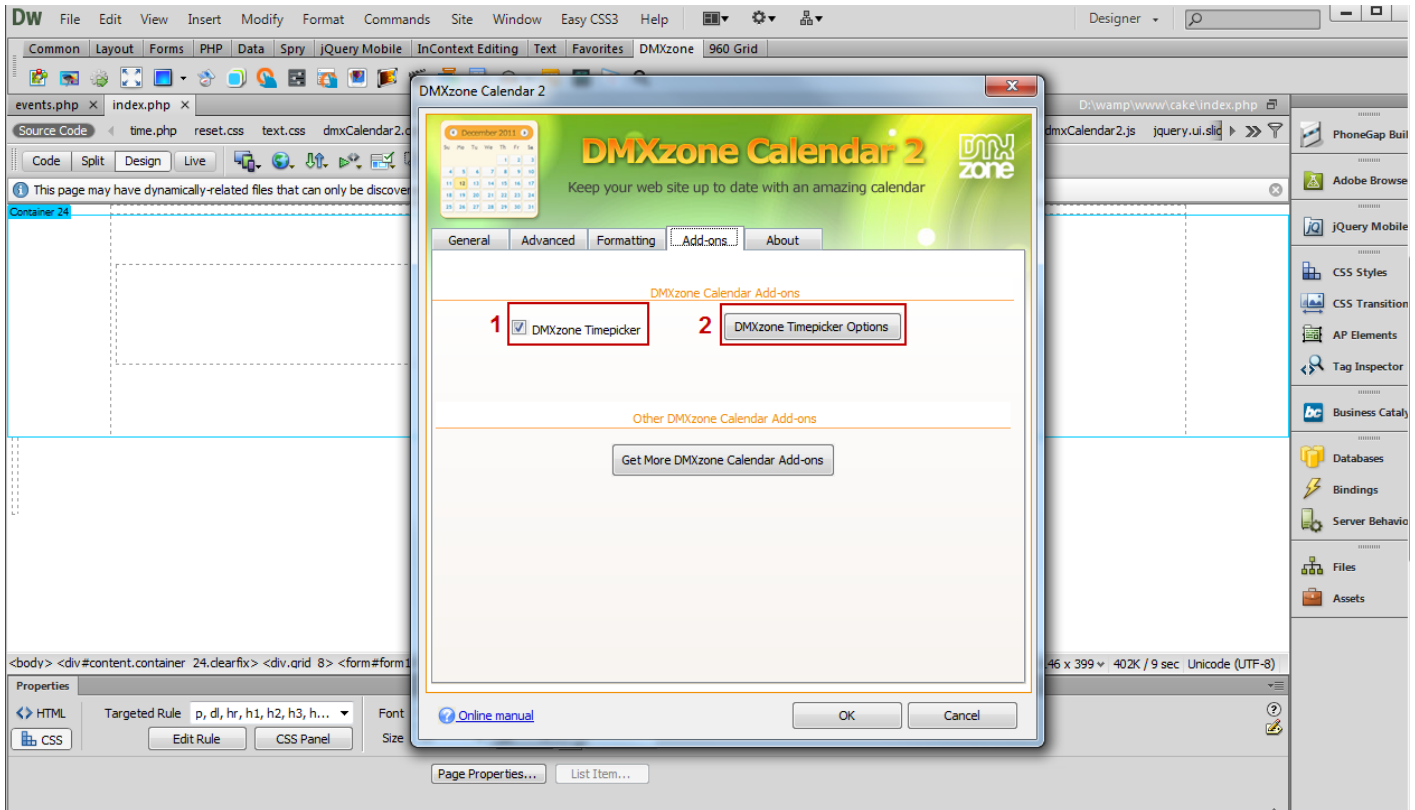 DW File Edit View Insert Modify Format Commands Site Window Easy CSS3 Help Designer
Common Layout Forms PHP Data Spry jQuery Mobile InContext Editing Text Favorites DMXzone 960 Grid
DMXzone Calendar 2
events.php index.php D:\wamp\www\cake\index.php
Source Code time.php reset.css text.css dmxCalendar2.c dmxCalendar2.js jquery.ui.slid
Code Split Design Live
This page may have dynamically-related files that can only be discover
Container 24
December 2011
DMXzone Calendar 2
DMX zone
Keep your web site up to date with an amazing calendar
General Advanced Formatting Add-ons About
DMXzone Calendar Add-ons
1 DMXzone Timepicker 2 DMXzone Timepicker Options
Other DMXzone Calendar Add-ons
Get More DMXzone Calendar Add-ons
Online manual OK Cancel
PhoneGap Buil
Adobe Browse
jQuery Mobile
CSS Styles
CSS Transition
AP Elements
Tag Inspector
Business Cataly
Databases
Bindings
Server Behavio
Files
Assets
<body> <div#content.container_24.clearfix> <div.grid_8> <form#form1 46 x 399 402K / 9 sec Unicode (UTF-8)
Properties
HTML Targeted Rule p, dl, hr, h1, h2, h3, h... Font
CSS Edit Rule CSS Panel Size
Page Properties... List Item...